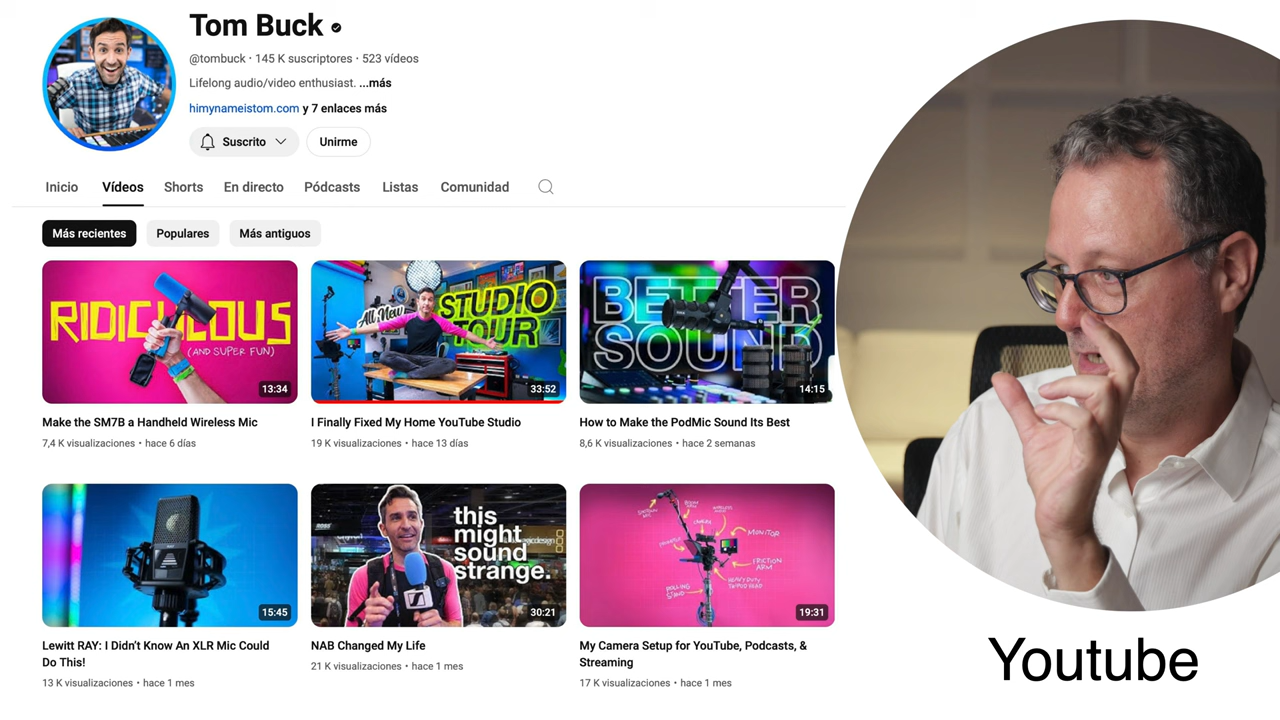 Tom Buck
@tombuck · 145 K suscriptores · 523 vídeos
Lifelong audio/video enthusiast. ...más
himynameistom.com y 7 enlaces más
Suscrito
Unirme
Inicio
Vídeos
Shorts
En directo
Pódcasts
Listas
Comunidad
Más recientes
Populares
Más antiguos
RIDICULOUS
(AND SUPER FUN)
13:34
All New
STUDIO
TOUR
33:52
BETTER
SOUND
14:15
Make the SM7B a Handheld Wireless Mic
7,4 K visualizaciones • hace 6 días
I Finally Fixed My Home YouTube Studio
19 K visualizaciones • hace 13 días
How to Make the PodMic Sound Its Best
8,6 K visualizaciones • hace 2 semanas
15:45
this
might
sound
strange.
30:21
MONITOR
FRICTION
ARM
HEAVY DUTY
ROLLING
STAND
19:31
Lewitt RAY: I Didn't Know An XLR Mic Could
Do This!
13 K visualizaciones • hace 1 mes
NAB Changed My Life
21 K visualizaciones • hace 1 mes
My Camera Setup for YouTube, Podcasts, &
Streaming
17 K visualizaciones • hace 1 mes
Youtube